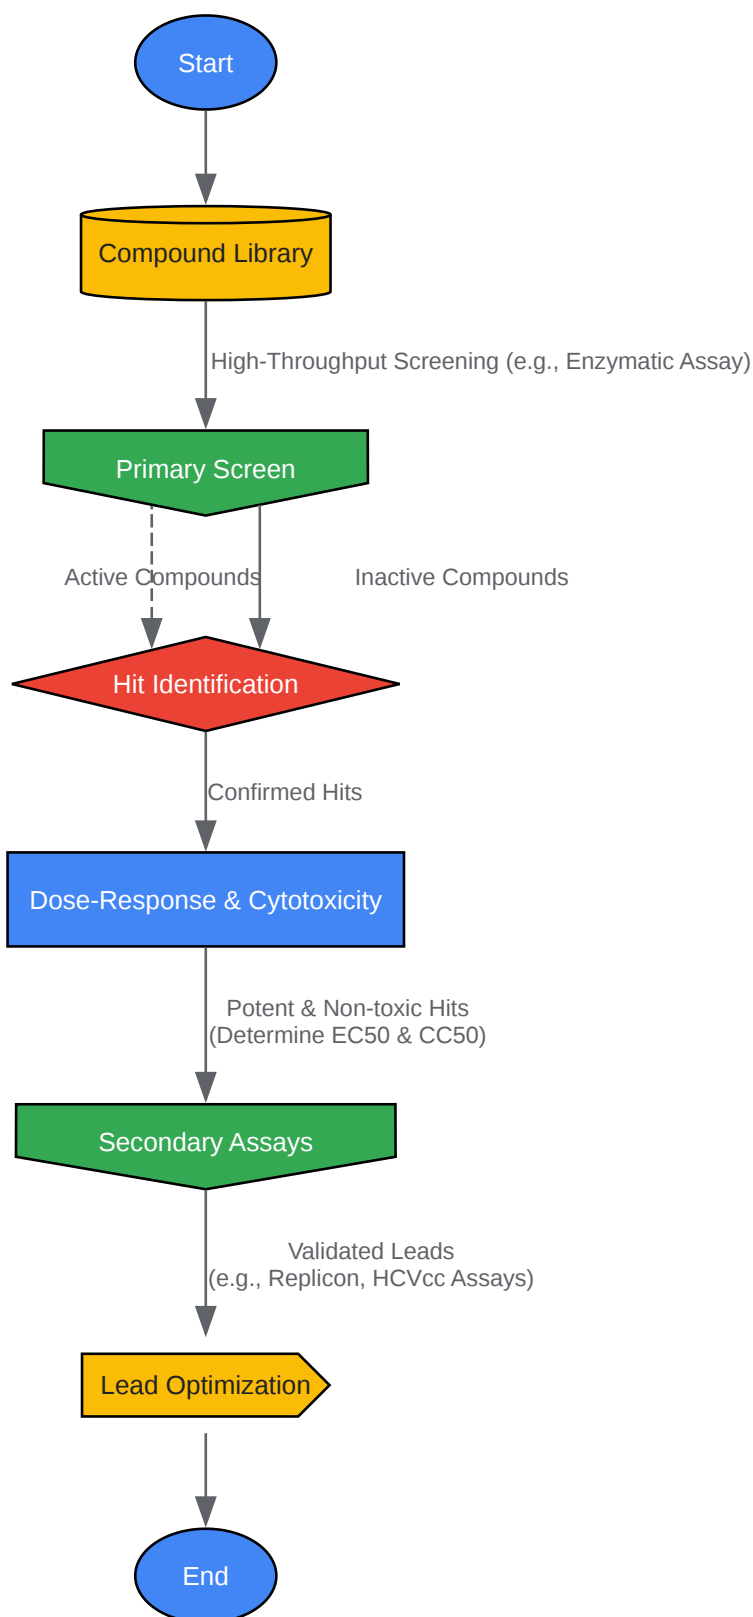 Start
Compound Library
High-Throughput Screening (e.g., Enzymatic Assay)
Primary Screen
Active Compounds
Inactive Compounds
Hit Identification
Confirmed Hits
Dose-Response & Cytotoxicity
Potent & Non-toxic Hits
(Determine EC50 & CC50)
Secondary Assays
Validated Leads
(e.g., Replicon, HCVcc Assays)
Lead Optimization
End